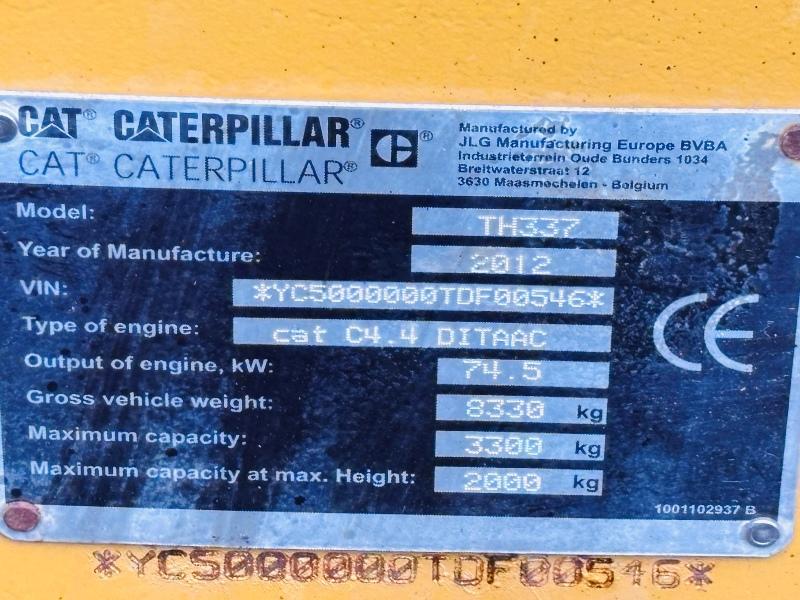 CAT® CATERPILLAR®
CAT® CATERPILLAR®
Manufactured by
JLG Manufacturing Europe BVBA
Industrieterrein Oude Bunders 1034
Breitwaterstraat 12
3630 Maasmechelen - Belgium
Model: TH337
Year of Manufacture: 2012
VIN: *YC5000000TDF00546*
Type of engine: cat C4.4 DITAAC
Output of engine, kW: 74.5
Gross vehicle weight: 8330 kg
Maximum capacity: 3300 kg
Maximum capacity at max. Height: 2000 kg
CE
1001102937 B
*YC5000000TDF00546*